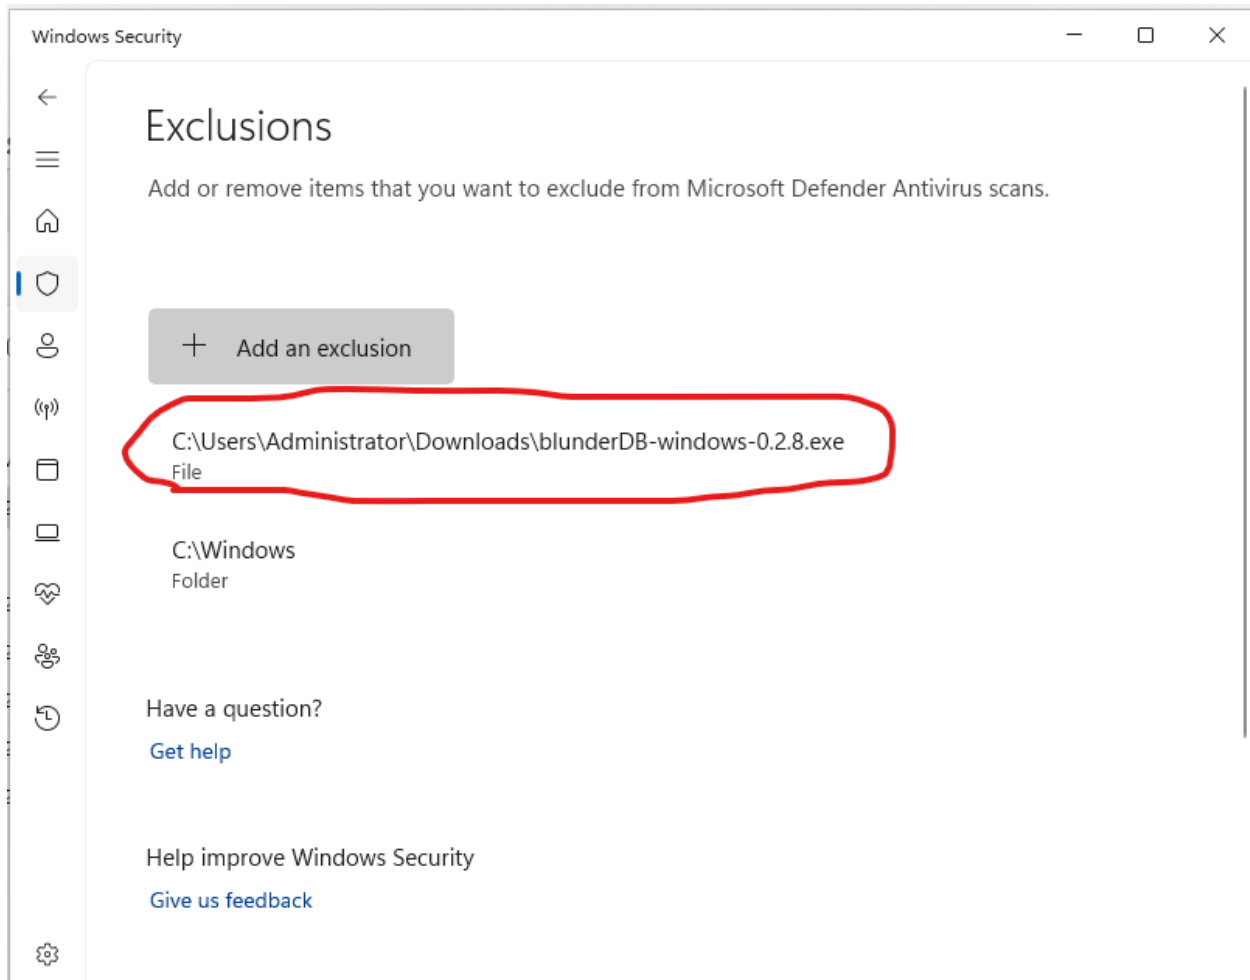 Windows Security
Exclusions
Add or remove items that you want to exclude from Microsoft Defender Antivirus scans.
Add an exclusion
C:\Users\Administrator\Downloads\blunderDB-windows-0.2.8.exe
File
C:\Windows
Folder
Have a question?
Get help
Help improve Windows Security
Give us feedback